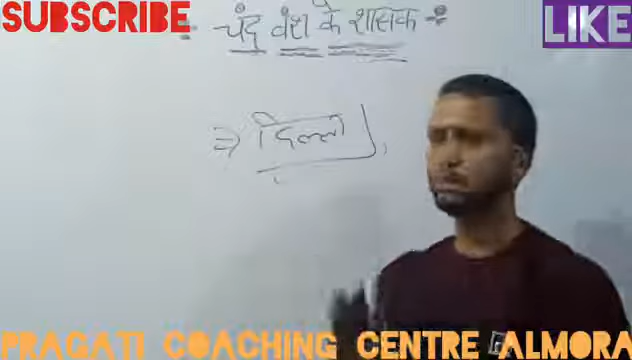 SUBSCRIBE
LIKE
चंद वंश के शासक :-
⇒ दिल्ली
PRAGATI COACHING CENTRE ALMORA